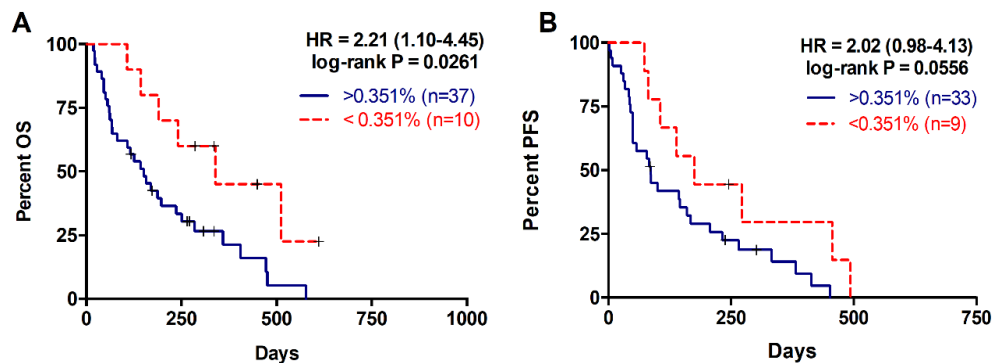 A
HR = 2.21 (1.10-4.45)
log-rank P = 0.0261
>0.351% (n=37)
< 0.351% (n=10)
Percent OS
100
75
50
25
0
0 250 500 750 1000
Days
B
HR = 2.02 (0.98-4.13)
log-rank P = 0.0556
>0.351% (n=33)
<0.351% (n=9)
Percent PFS
100
75
50
25
0
0 250 500 750
Days